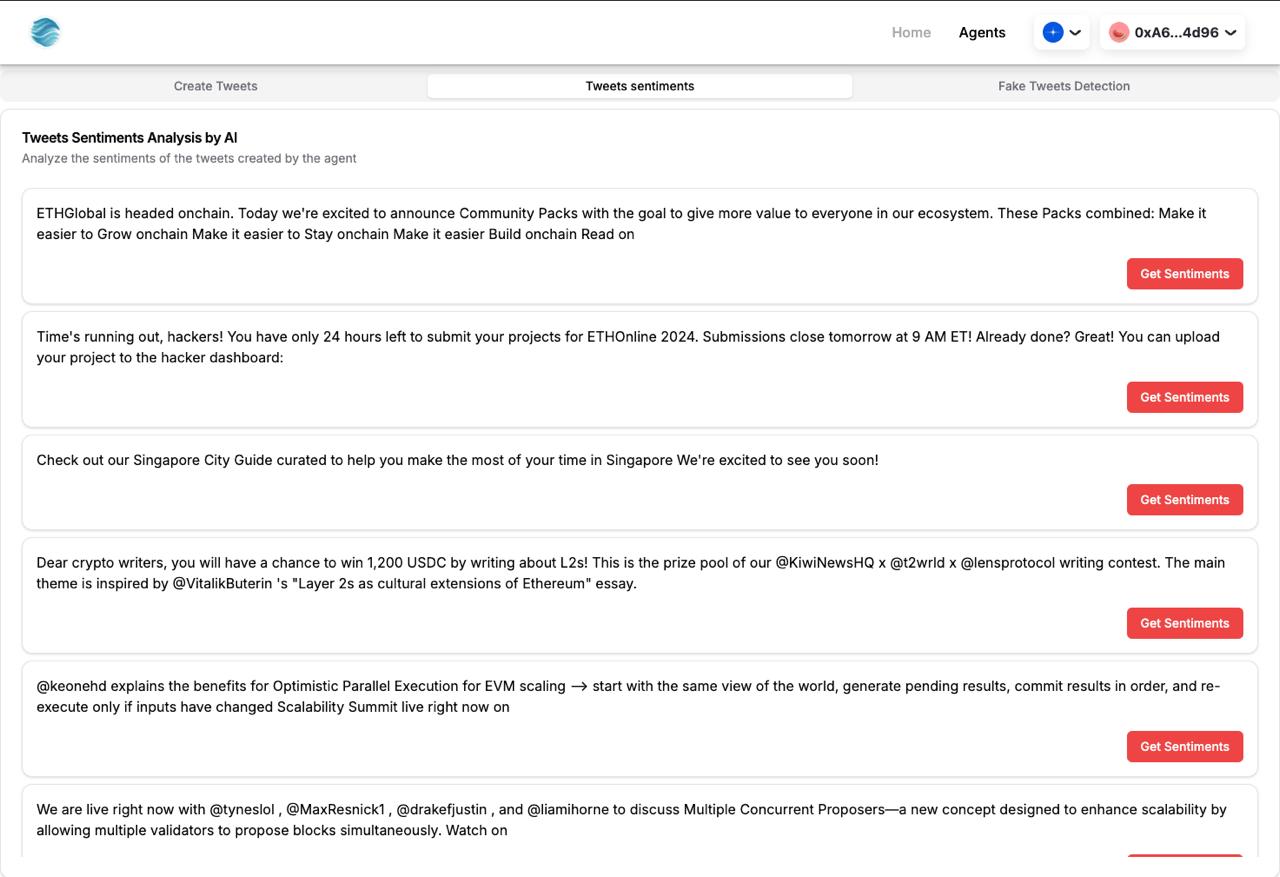 Home Agents 0xA6...4d96
Create Tweets Tweets sentiments Fake Tweets Detection
Tweets Sentiments Analysis by AI
Analyze the sentiments of the tweets created by the agent
ETHGlobal is headed onchain. Today we're excited to announce Community Packs with the goal to give more value to everyone in our ecosystem. These Packs combined: Make it
easier to Grow onchain Make it easier to Stay onchain Make it easier Build onchain Read on
Get Sentiments
Time's running out, hackers! You have only 24 hours left to submit your projects for ETHOnline 2024. Submissions close tomorrow at 9 AM ET! Already done? Great! You can upload
your project to the hacker dashboard:
Get Sentiments
Check out our Singapore City Guide curated to help you make the most of your time in Singapore We're excited to see you soon!
Get Sentiments
Dear crypto writers, you will have a chance to win 1,200 USDC by writing about L2s! This is the prize pool of our @KiwiNewsHQ x @t2wrld x @lensprotocol writing contest. The main
theme is inspired by @VitalikButerin 's "Layer 2s as cultural extensions of Ethereum" essay.
Get Sentiments
@keonehd explains the benefits for Optimistic Parallel Execution for EVM scaling —> start with the same view of the world, generate pending results, commit results in order, and re-
execute only if inputs have changed Scalability Summit live right now on
Get Sentiments
We are live right now with @tyneslol , @MaxResnick1 , @drakefjustin , and @liamihorne to discuss Multiple Concurrent Proposers—a new concept designed to enhance scalability by
allowing multiple validators to propose blocks simultaneously. Watch on